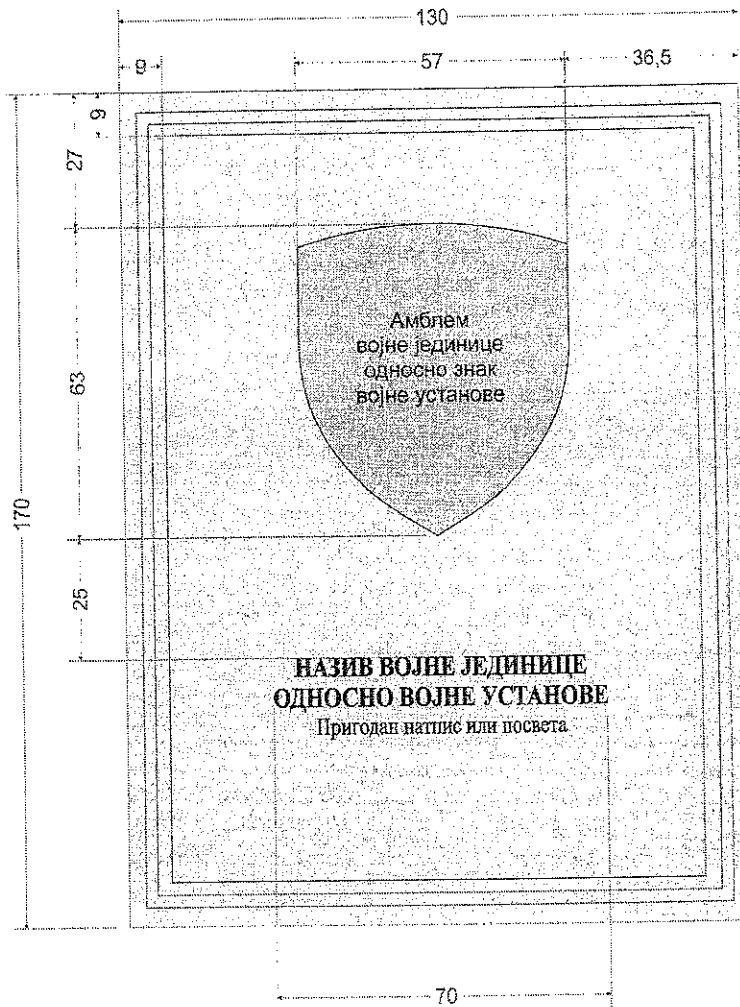 130
9
57
36,5
9
27
63
170
25
Амблем
војне јединице
односно знак
војне установе
НАЗИВ ВОЈНЕ ЈЕДИНИЦЕ
ОДНОСНО ВОЈНЕ УСТАНОВЕ
Пригодан натпис или посвета
70